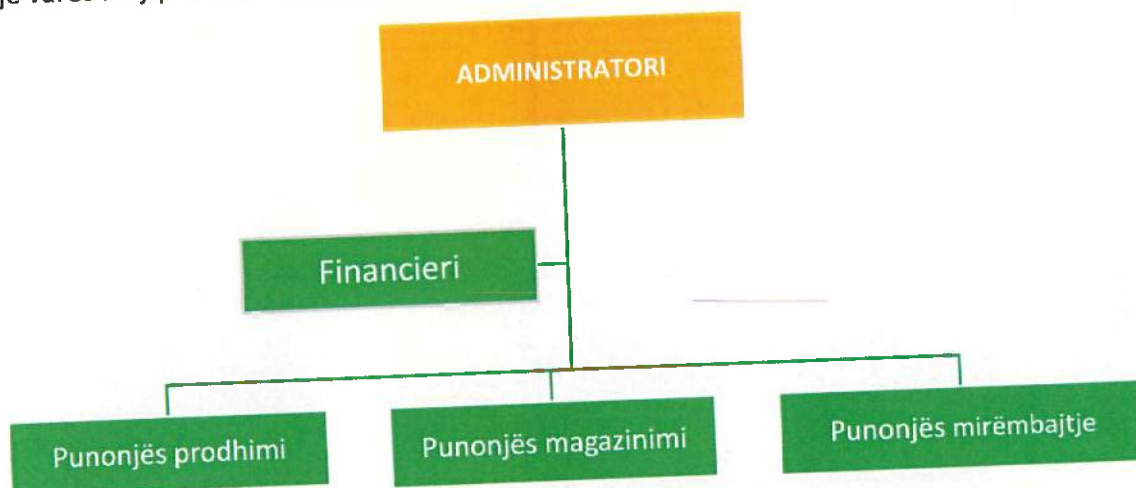 ADMINISTRATORI
Financieri
Punonjës prodhimi
Punonjës magazinimi
Punonjës mirëmbajtje